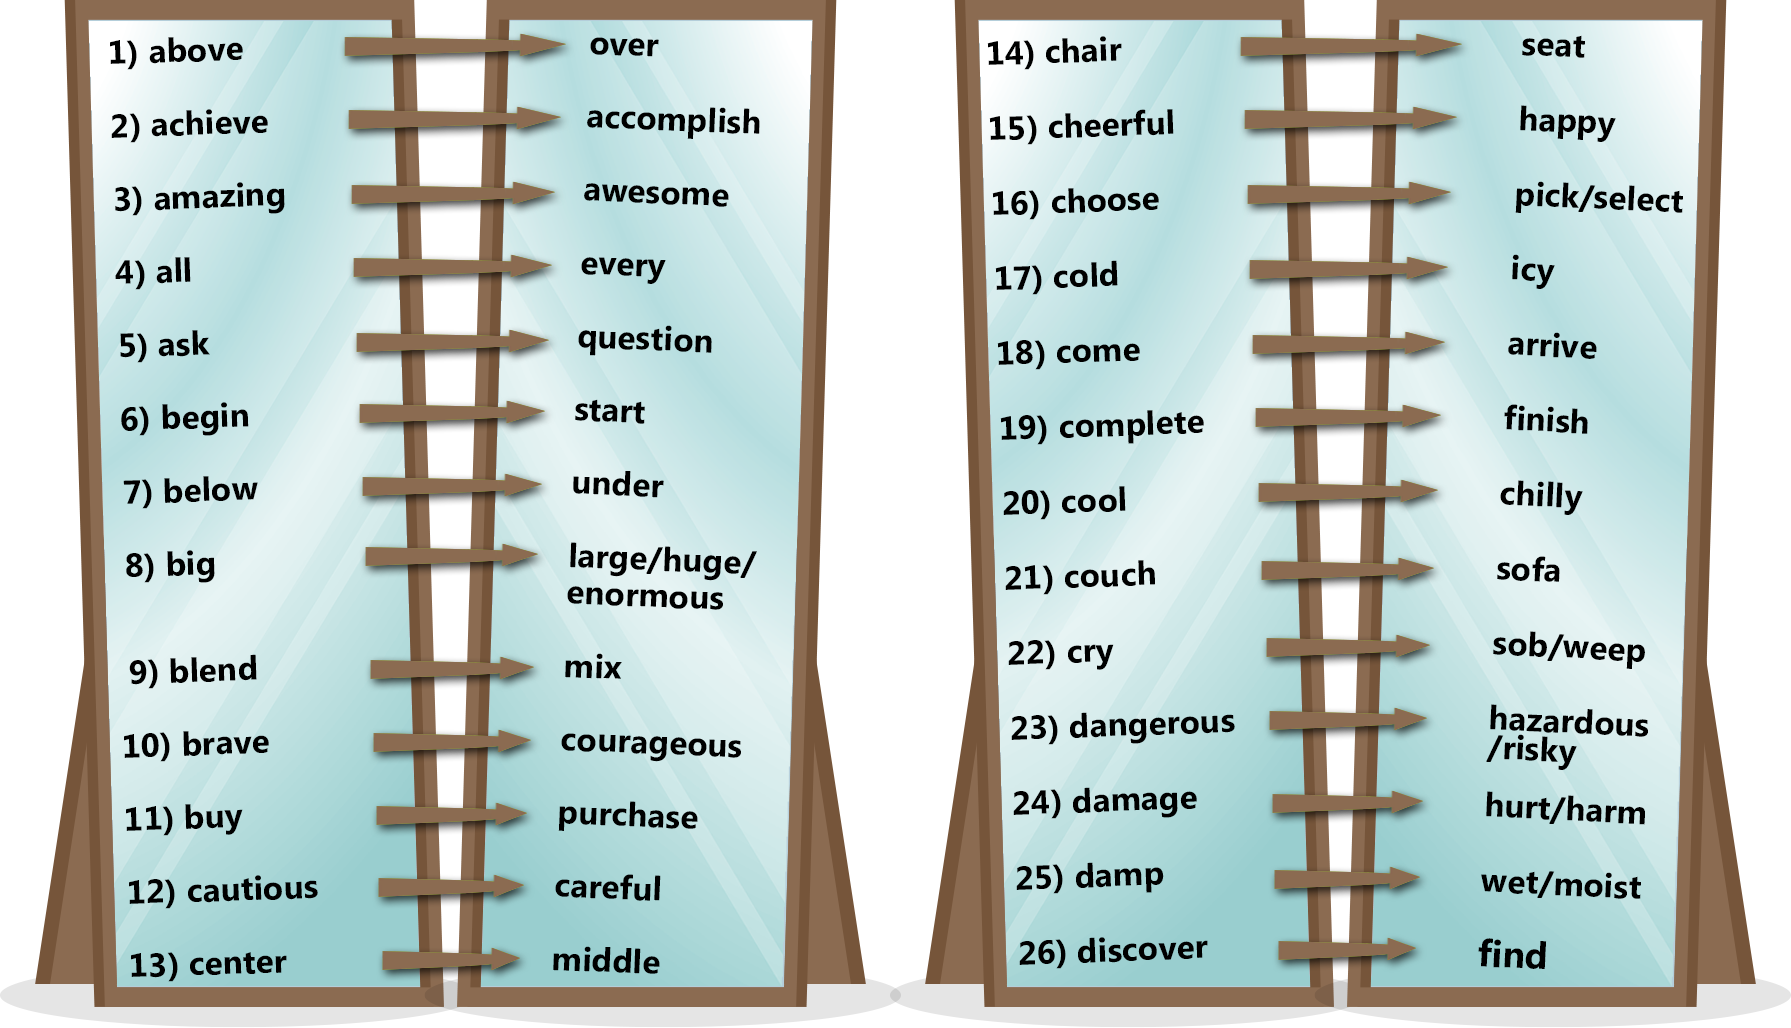 1) above over
2) achieve accomplish
3) amazing awesome
4) all every
5) ask question
6) begin start
7) below under
8) big large/huge/
enormous
9) blend mix
10) brave courageous
11) buy purchase
12) cautious careful
13) center middle
14) chair seat
15) cheerful happy
16) choose pick/select
17) cold icy
18) come arrive
19) complete finish
20) cool chilly
21) couch sofa
22) cry sob/weep
23) dangerous hazardous
/risky
24) damage hurt/harm
25) damp wet/moist
26) discover find